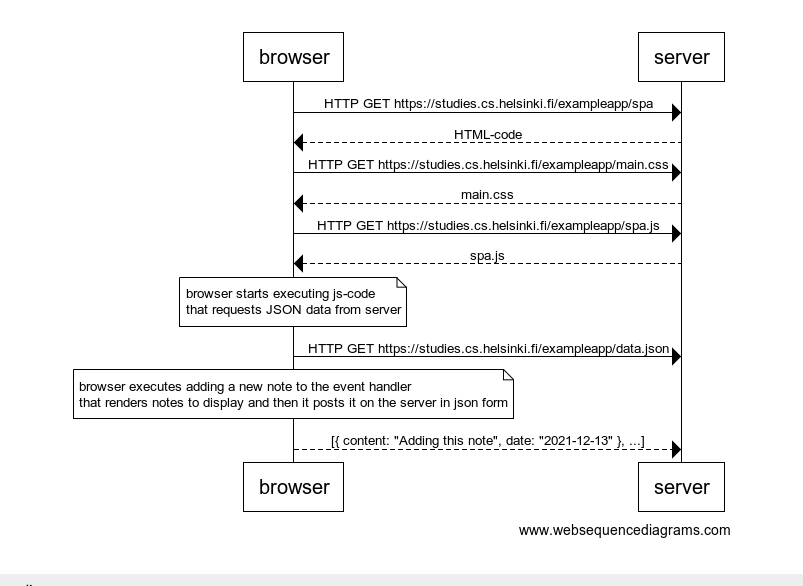 browser
server
HTTP GET https://studies.cs.helsinki.fi/exampleapp/spa
HTML-code
HTTP GET https://studies.cs.helsinki.fi/exampleapp/main.css
main.css
HTTP GET https://studies.cs.helsinki.fi/exampleapp/spa.js
spa.js
browser starts executing js-code
that requests JSON data from server
HTTP GET https://studies.cs.helsinki.fi/exampleapp/data.json
browser executes adding a new note to the event handler
that renders notes to display and then it posts it on the server in json form
[{ content: "Adding this note", date: "2021-12-13" }, ...]
browser
server
www.websequencediagrams.com